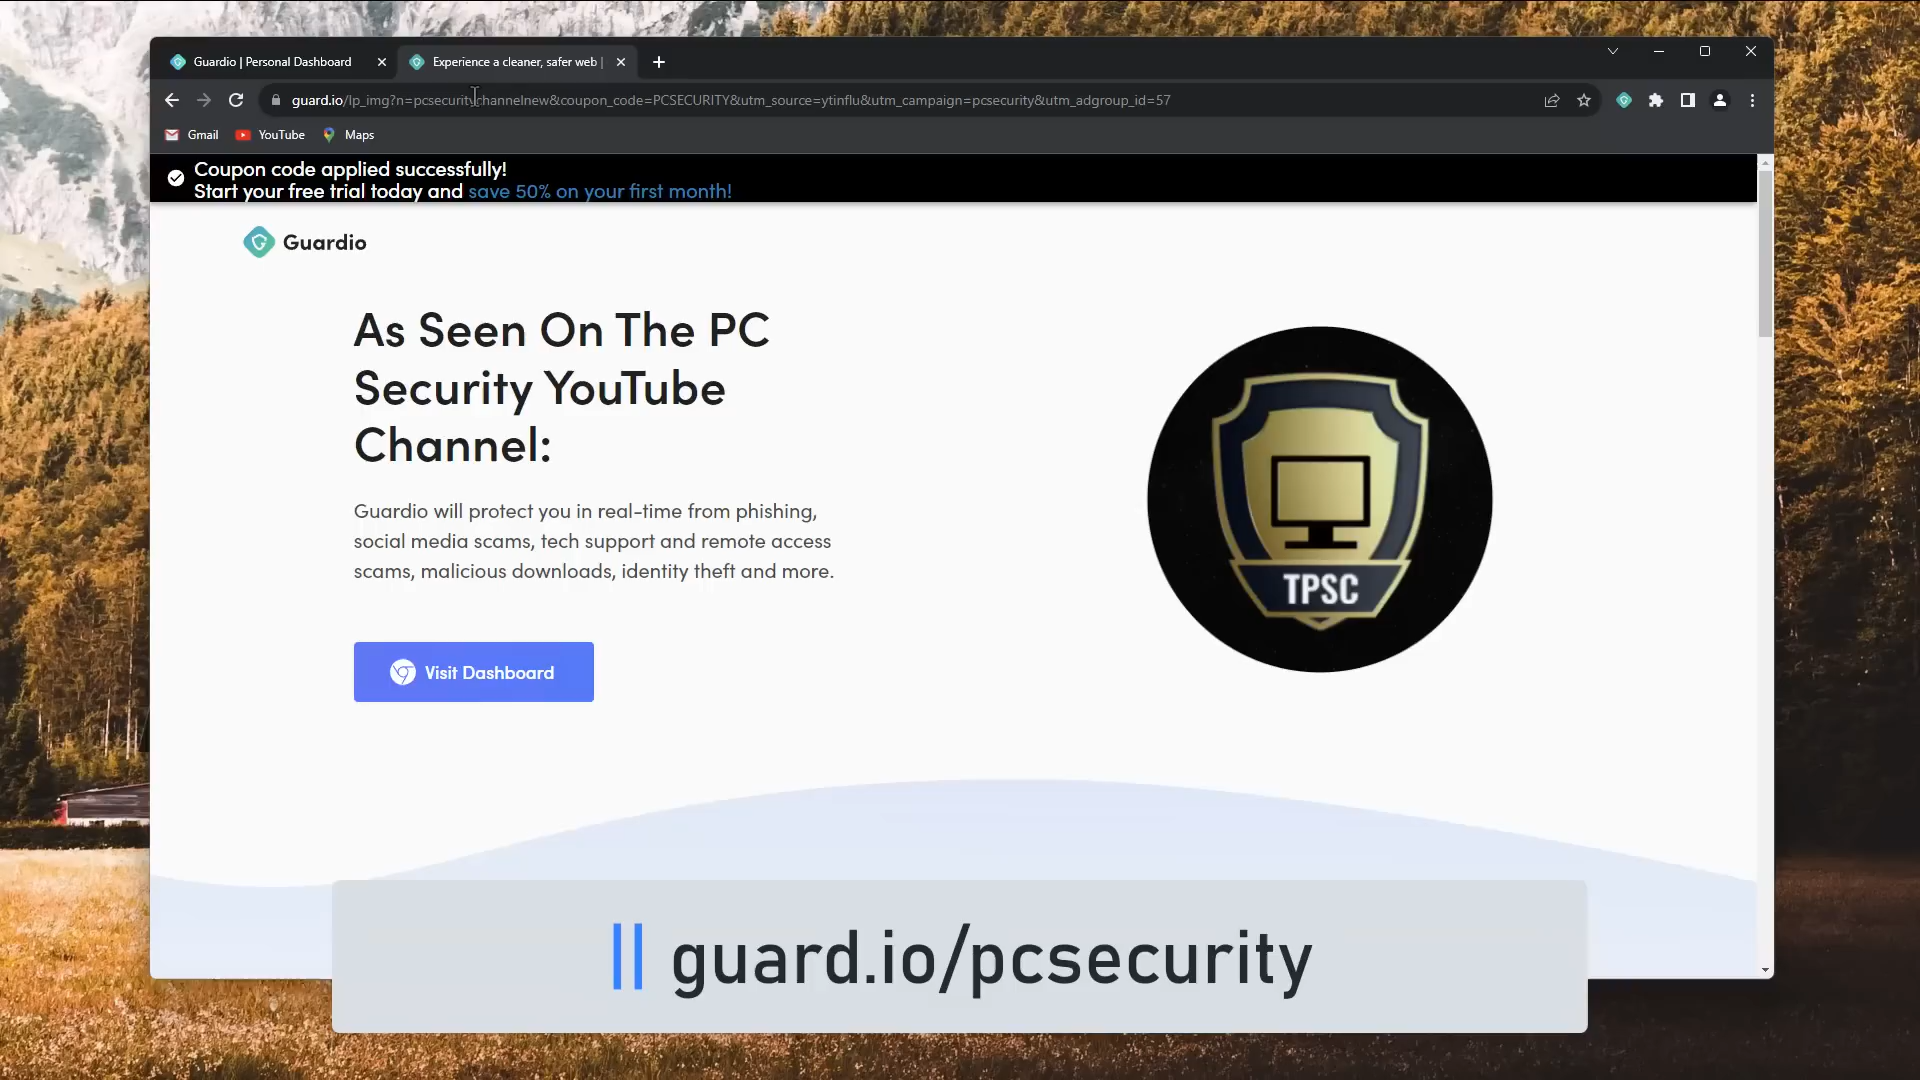 Guardio | Personal Dashboard
Experience a cleaner, safer web |
guard.io/lp_img?n=pcsecuritychannelnew&coupon_code=PCSECURITY&utm_source=ytinflu&utm_campaign=pcsecurity&utm_adgroup_id=57
Gmail YouTube Maps
Coupon code applied successfully!
Start your free trial today and save 50% on your first month!
Guardio
As Seen On The PC
Security YouTube
Channel:
Guardio will protect you in real-time from phishing,
social media scams, tech support and remote access
scams, malicious downloads, identity theft and more.
Visit Dashboard
TPSC
|| guard.io/pcsecurity